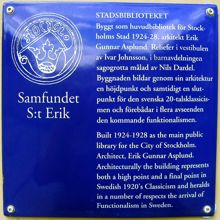 Samfundet
S:t Erik
STADSBIBLIOTEKET
Byggt som huvudbibliotek för Stock-
holms Stad 1924-28, arkitekt Erik
Gunnar Asplund. Reliefer i vestibulen
av Ivar Johnsson, i barnavdelningen
sagogrotta målad av Nils Dardel.
Byggnaden bildar genom sin arkitektur
en höjdpunkt och samtidigt en slut-
punkt för den svenska 20-talsklassicis-
men och förebådar i flera avseenden
den kommande funktionalismen.
Built 1924-1928 as the main public
library for the City of Stockholm.
Architect, Erik Gunnar Asplund.
Architecturally the building represents
both a high point and a final point in
Swedish 1920's Classicism and heralds
in a number of respects the arrival of
Functionalism in Sweden.